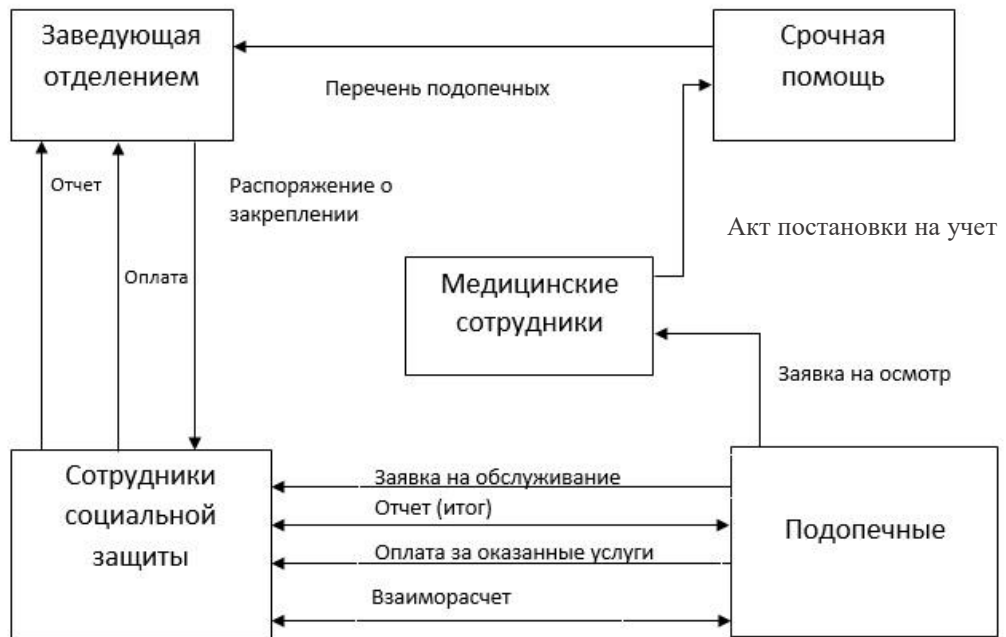 Заведующая
отделением
Срочная
помощь
Перечень подопечных
Отчет
Распоряжение о
закреплении
Акт постановки на учет
Оплата
Медицинские
сотрудники
Заявка на осмотр
Сотрудники
социальной
защиты
Заявка на обслуживание
Отчет (итог)
Оплата за оказанные услуги
Взаиморасчет
Подопечные